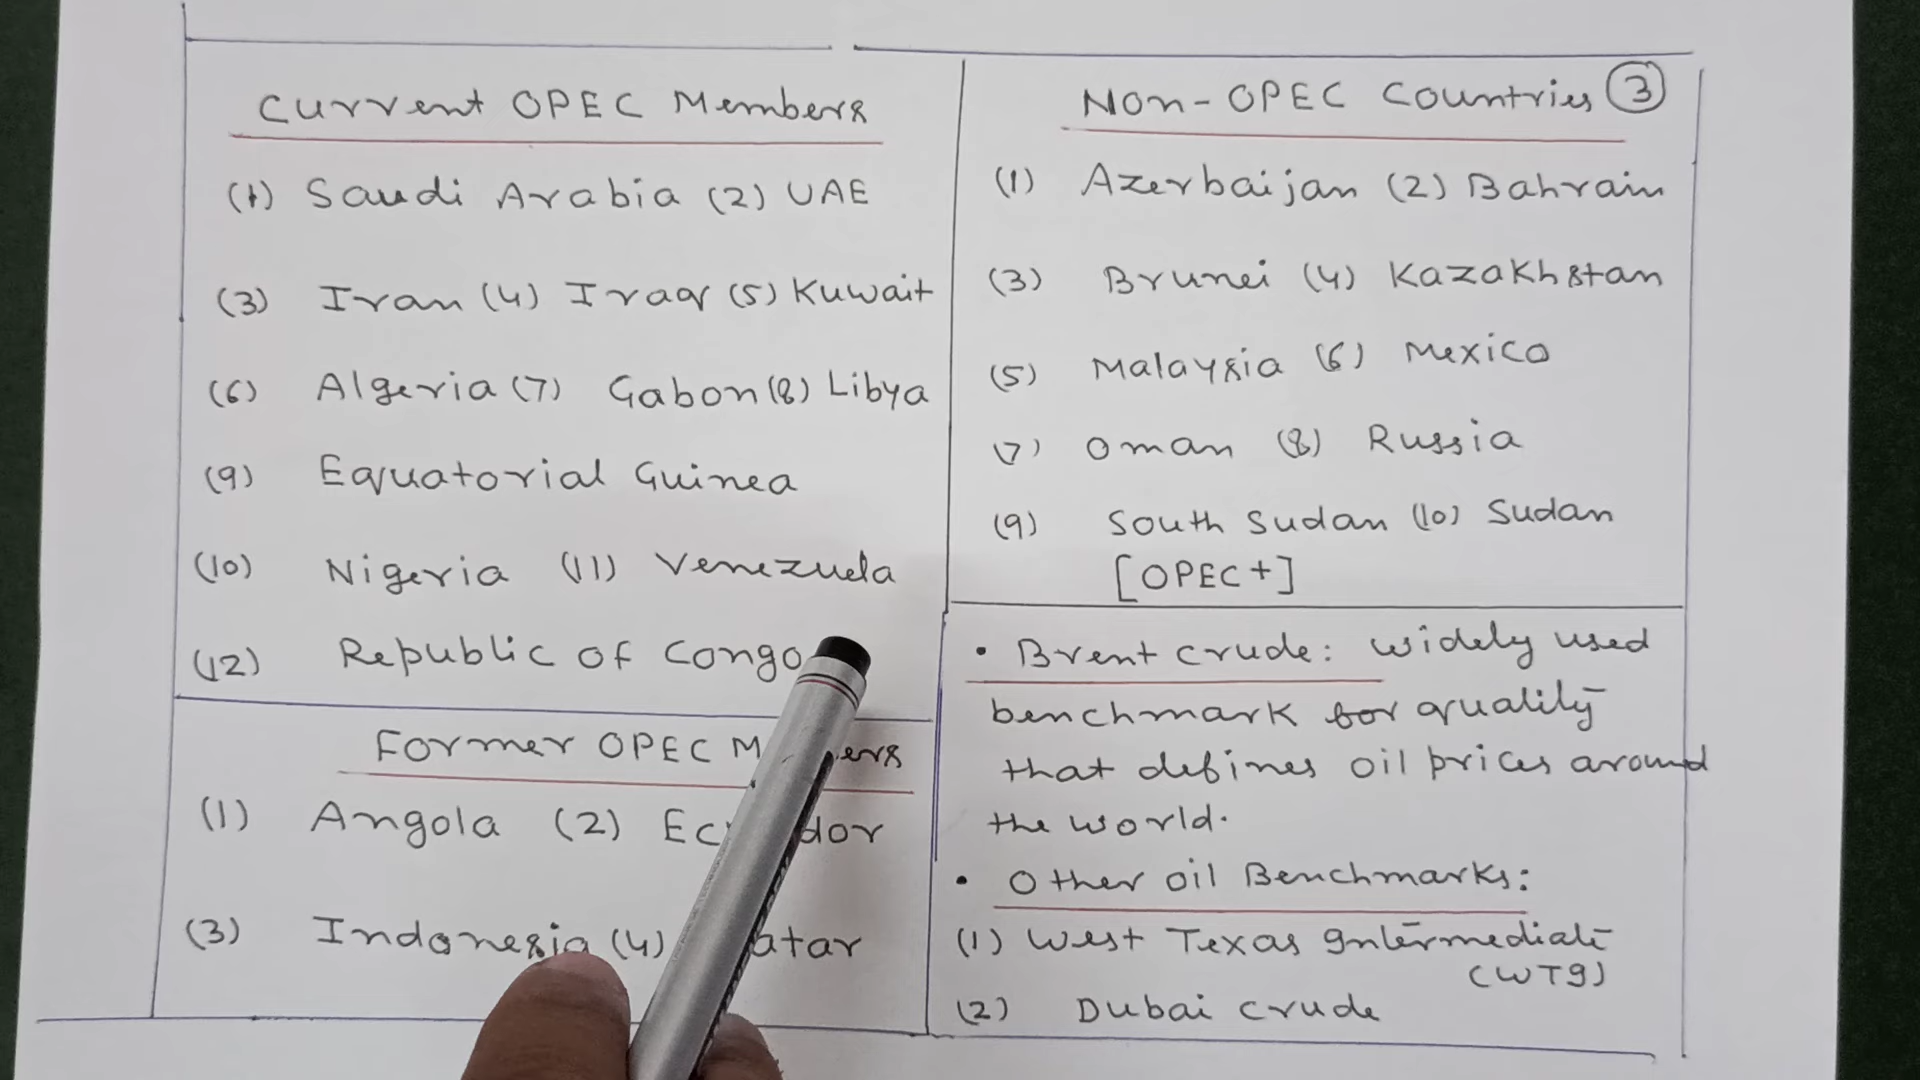 Current OPEC Members
(1) Saudi Arabia (2) UAE
(3) Iran (4) Iraq (5) Kuwait
(6) Algeria (7) Gabon (8) Libya
(9) Equatorial Guinea
(10) Nigeria (11) Venezuela
(12) Republic of Congo
Former OPEC M ers
(1) Angola (2) Ec dor
(3) Indonesia (4) atar
Non-OPEC Countries 3
(1) Azerbaijan (2) Bahrain
(3) Brunei (4) Kazakhstan
(5) Malaysia (6) Mexico
(7) Oman (8) Russia
(9) South Sudan (10) Sudan
[OPEC+]
• Brent crude: widely used
benchmark for quality
that defines oil prices around
the world.
• Other oil Benchmarks:
(1) West Texas Intermediate
(WTI)
(2) Dubai crude